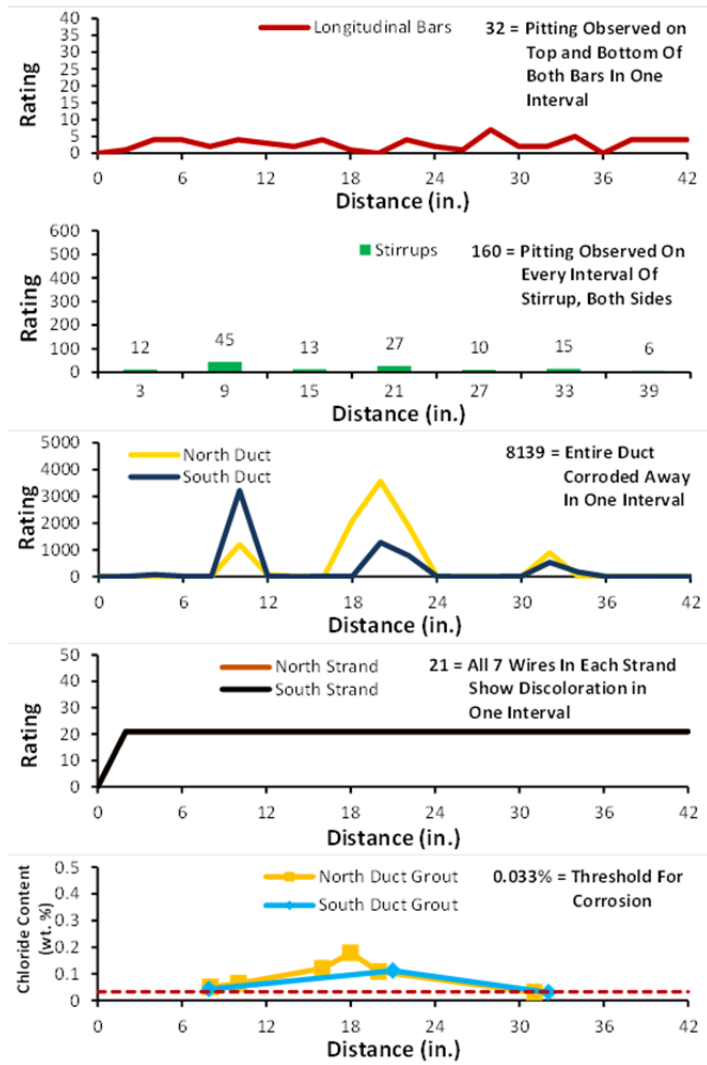 40
35
30
25
20
15
10
5
0
Rating
Longitudinal Bars
32 = Pitting Observed on
Top and Bottom Of
Both Bars In One
Interval
0 6 12 18 24 30 36 42
Distance (in.)
600
500
400
300
200
100
0
Rating
Stirrups
160 = Pitting Observed On
Every Interval Of
Stirrup, Both Sides
12 45 13 27 10 15 6
3 9 15 21 27 33 39
Distance (in.)
5000
4000
3000
2000
1000
0
Rating
North Duct
South Duct
8139 = Entire Duct
Corroded Away
In One Interval
0 6 12 18 24 30 36 42
Distance (in.)
50
40
30
20
10
0
Rating
North Strand
South Strand
21 = All 7 Wires In Each Strand
Show Discoloration in
One Interval
0 6 12 18 24 30 36 42
Distance (in.)
0.5
0.4
0.3
0.2
0.1
0
Chloride Content
(wt. %)
North Duct Grout
South Duct Grout
0.033% = Threshold For
Corrosion
0 6 12 18 24 30 36 42
Distance (in.)